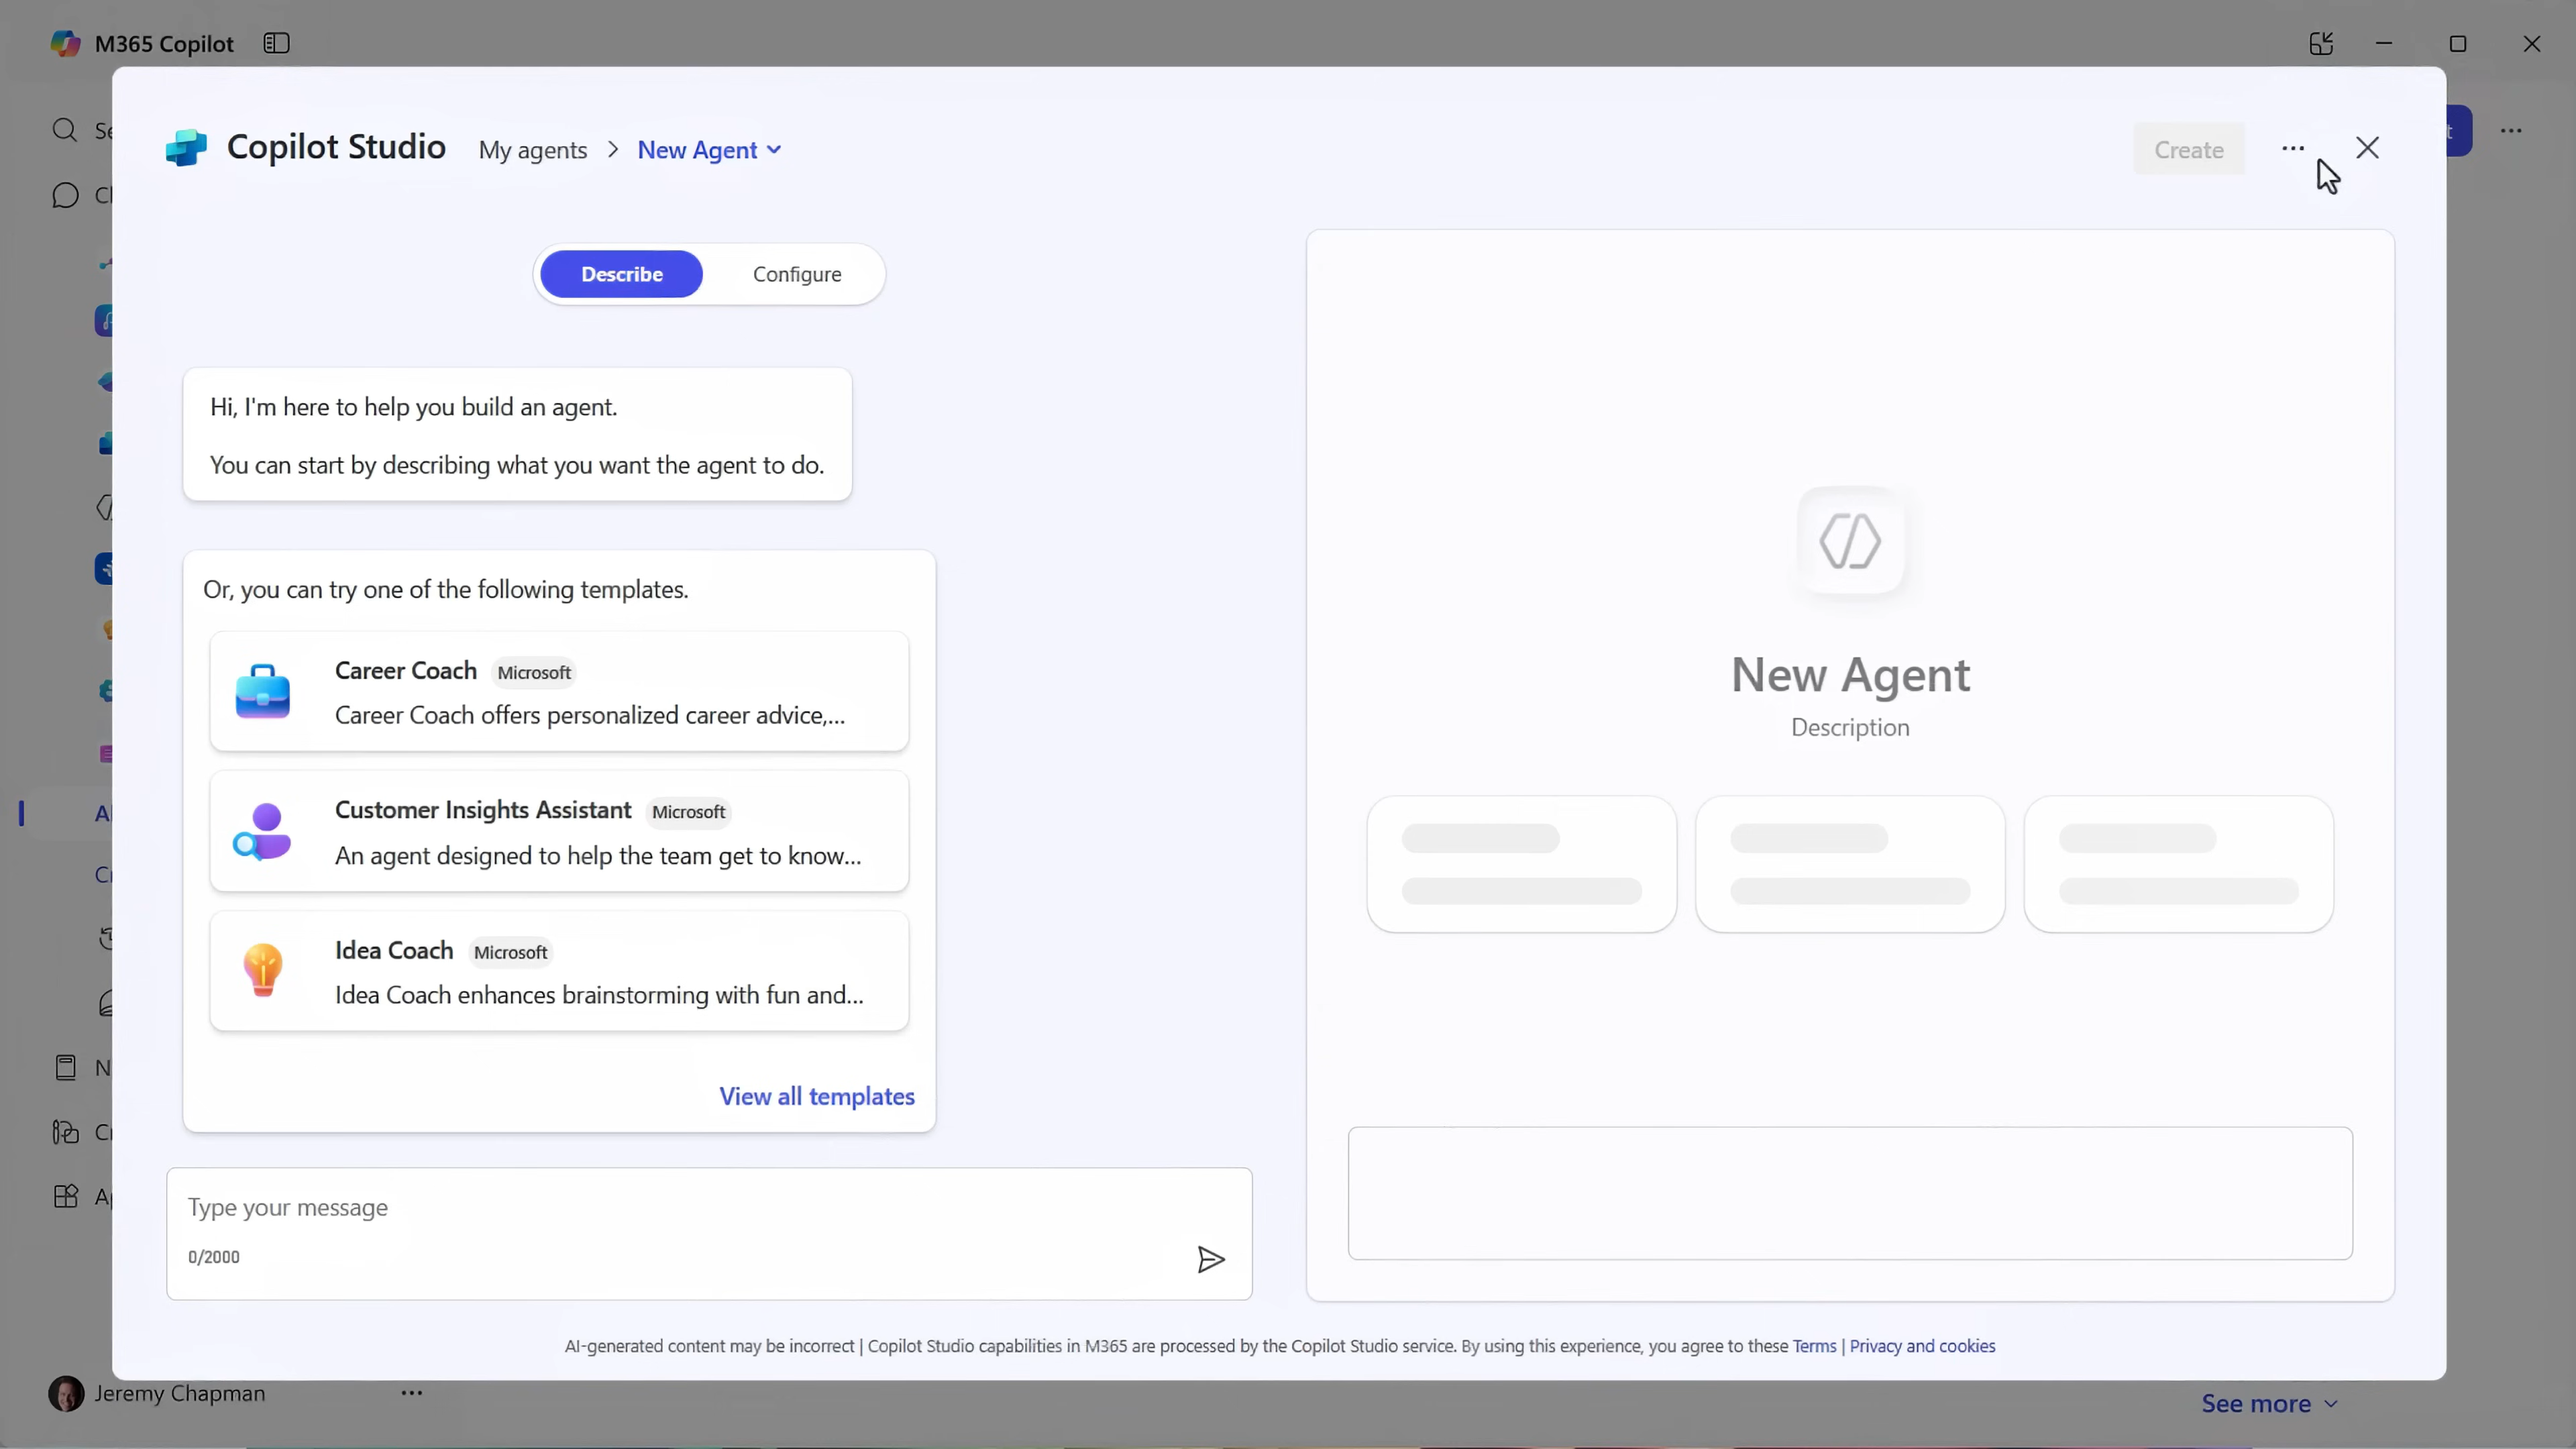 M365 Copilot
Copilot Studio
My agents > New Agent
Create
Describe
Configure
Hi, I'm here to help you build an agent.
You can start by describing what you want the agent to do.
Or, you can try one of the following templates.
Career Coach Microsoft
Career Coach offers personalized career advice,...
Customer Insights Assistant Microsoft
An agent designed to help the team get to know...
Idea Coach Microsoft
Idea Coach enhances brainstorming with fun and...
View all templates
Type your message
0/2000
New Agent
Description
AI-generated content may be incorrect | Copilot Studio capabilities in M365 are processed by the Copilot Studio service. By using this experience, you agree to these Terms | Privacy and cookies
Jeremy Chapman
See more